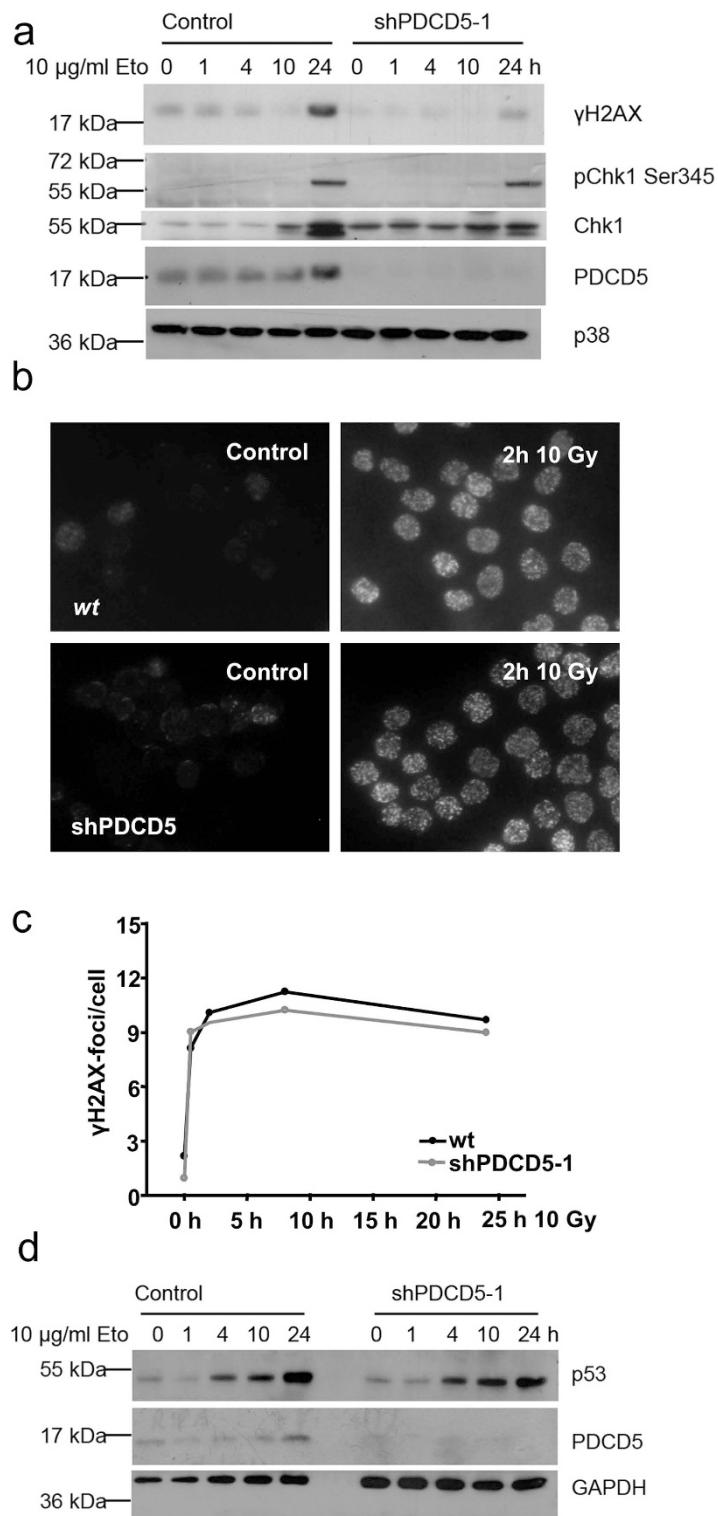 a
Control shPDCD5-1
10 µg/ml Eto 0 1 4 10 24 0 1 4 10 24 h
17 kDa γH2AX
72 kDa
55 kDa pChk1 Ser345
55 kDa Chk1
17 kDa PDCD5
36 kDa p38
b
Control 2h 10 Gy
wt
Control 2h 10 Gy
shPDCD5
c
15
12
9
6
3
0
γH2AX-foci/cell
wt
shPDCD5-1
0 h 5 h 10 h 15 h 20 h 25 h 10 Gy
d
Control shPDCD5-1
10 µg/ml Eto 0 1 4 10 24 0 1 4 10 24 h
55 kDa p53
17 kDa PDCD5
36 kDa GAPDH